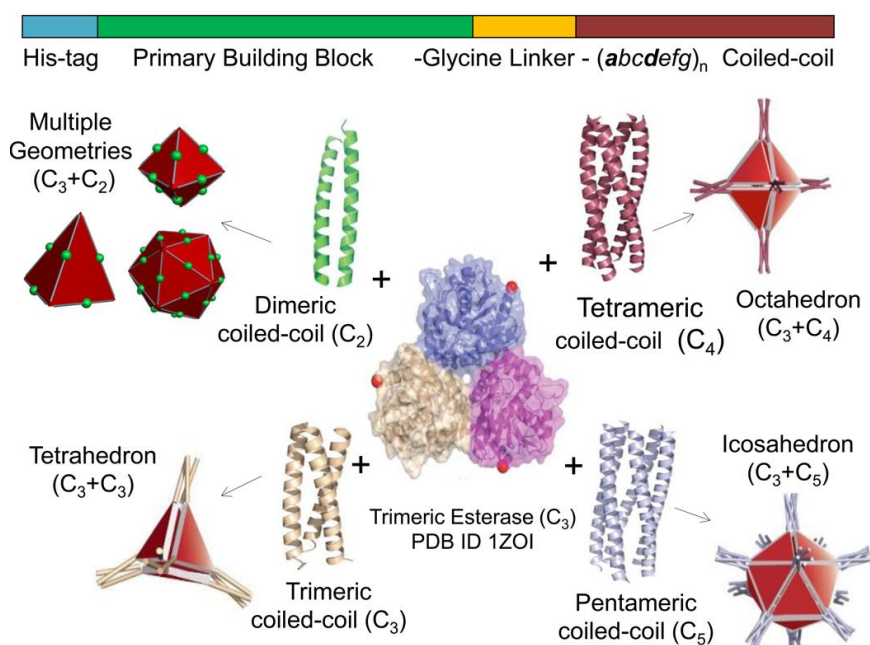 His-tag Primary Building Block -Glycine Linker - (abcdefg)n Coiled-coil
Multiple
Geometries
(C3+C2)
Dimeric
coiled-coil (C2)
+
+
Tetrameric
coiled-coil (C4)
Octahedron
(C3+C4)
Tetrahedron
(C3+C3)
+
Trimeric
coiled-coil (C3)
Trimeric Esterase (C3)
PDB ID 1ZOI
+
Pentameric
coiled-coil (C5)
Icosahedron
(C3+C5)